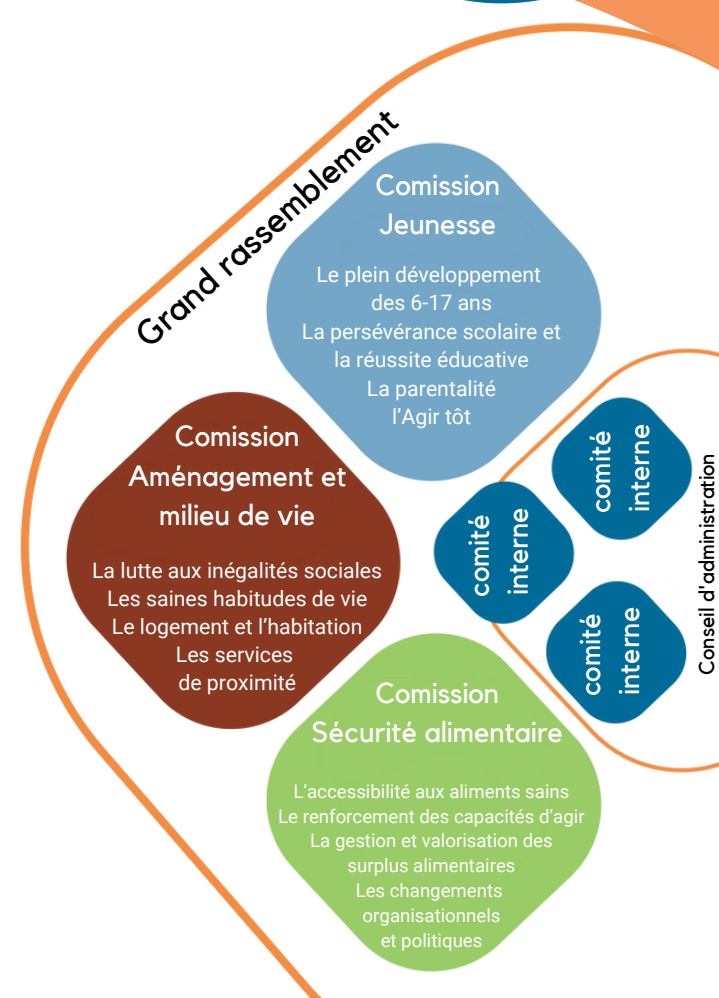 Grand rassemblement
Comission
Jeunesse
Le plein développement
des 6-17 ans
La persévérance scolaire et
la réussite éducative
La parentalité
l'Agir tôt
Comission
Aménagement et
milieu de vie
La lutte aux inégalités sociales
Les saines habitudes de vie
Le logement et l'habitation
Les services
de proximité
comité
interne
comité
interne
comité
interne
Conseil d'administration
Comission
Sécurité alimentaire
L'accessibilité aux aliments sains
Le renforcement des capacités d'agir
La gestion et valorisation des
surplus alimentaires
Les changements
organisationnels
et politiques